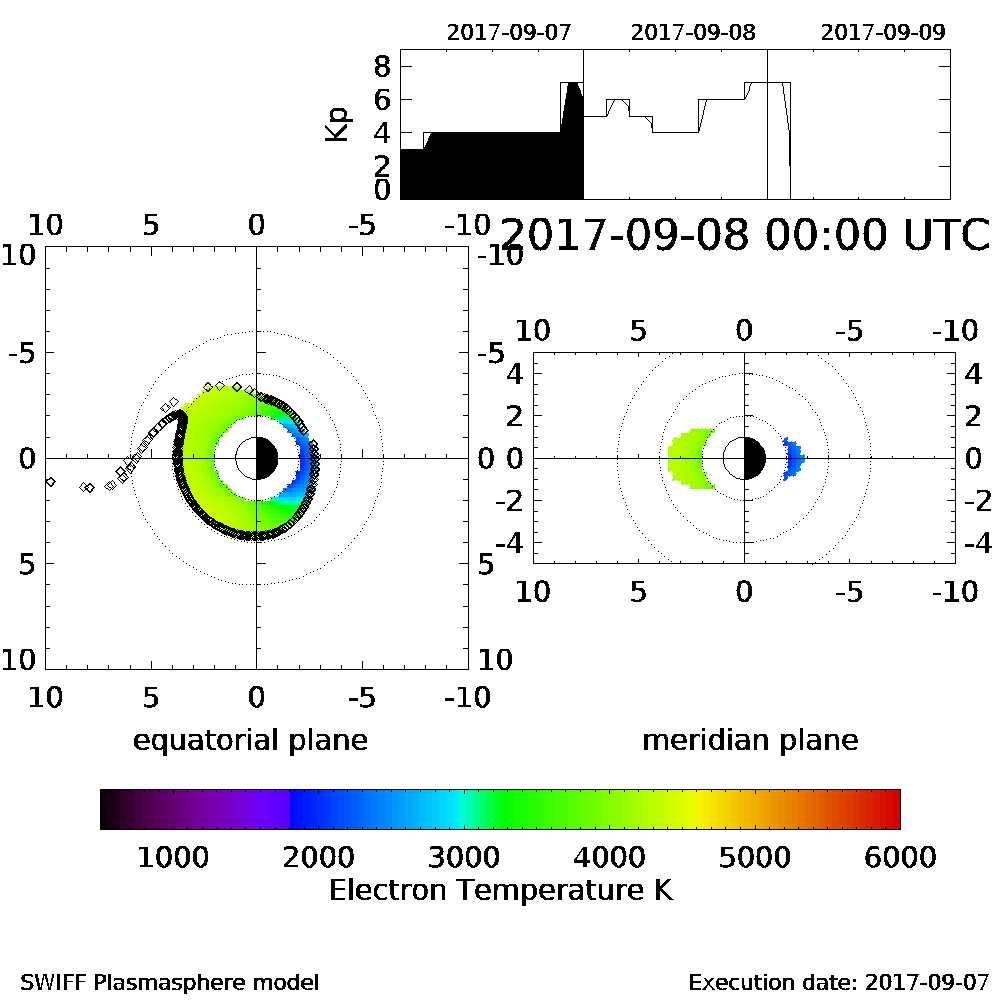 2017-09-07 2017-09-08 2017-09-09
8
6
4
2
0
Kp
10 5 0 -5 -10
2017-09-08 00:00 UTC
10 -10
-5 -5
0 0
5 5
10 10
10 5 0 -5 -10
equatorial plane
10 5 0 -5 -10
4 4
2 2
0 0
-2 -2
-4 -4
10 5 0 -5 -10
meridian plane
1000 2000 3000 4000 5000 6000
Electron Temperature K
SWIFF Plasmasphere model
Execution date: 2017-09-07